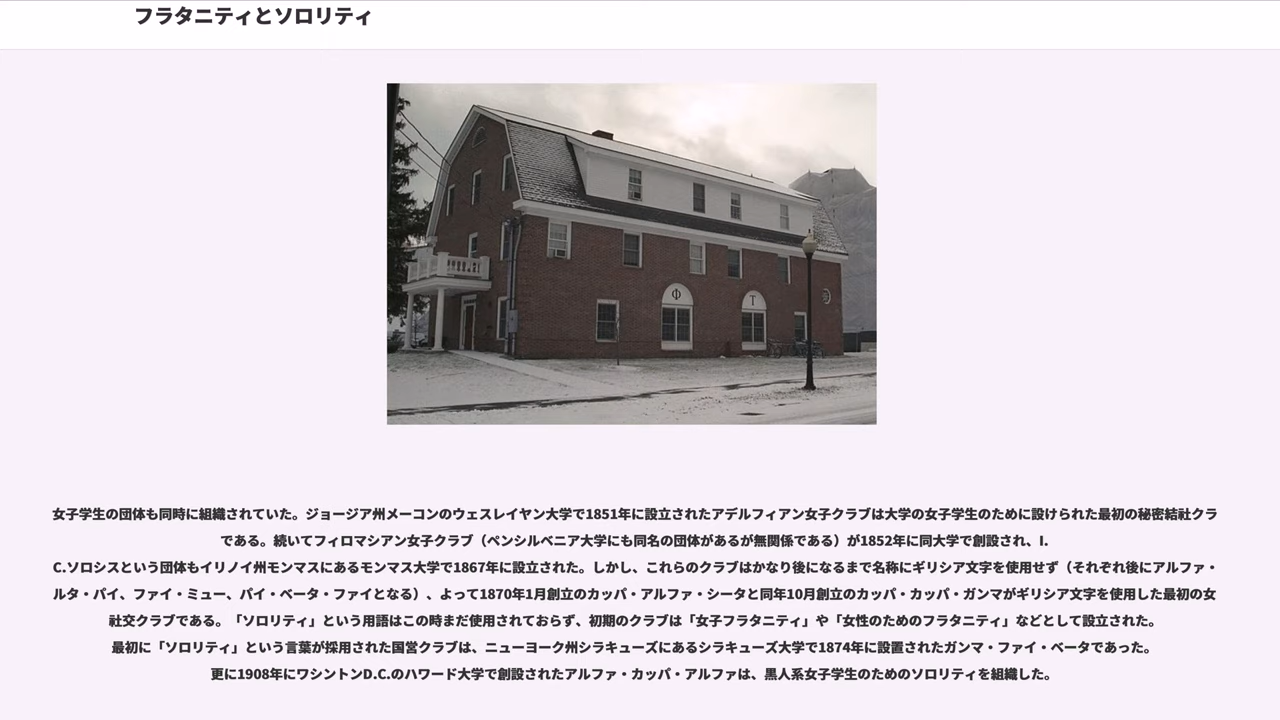 フラタニティとソロリティ
Φ
T
女子学生の団体も同時に組織されていた。ジョージア州メーコンのウェスレイヤン大学で1851年に設立されたアデルフィアン女子クラブは大学の女子学生のために設けられた最初の秘密結社クラ
である。続いてフィロマシアン女子クラブ（ペンシルベニア大学にも同名の団体があるが無関係である）が1852年に同大学で創設され、I.
C.ソロシスという団体もイリノイ州モンマスにあるモンマス大学で1867年に設立された。しかし、これらのクラブはかなり後になるまで名称にギリシア文字を使用せず（それぞれ後にアルファ・
ルタ・パイ、ファイ・ミュー、パイ・ベータ・ファイとなる）、よって1870年1月創立のカッパ・アルファ・シータと同年10月創立のカッパ・カッパ・ガンマがギリシア文字を使用した最初の女
社交クラブである。「ソロリティ」という用語はこの時まだ使用されておらず、初期のクラブは「女子フラタニティ」や「女性のためのフラタニティ」などとして設立された。
最初に「ソロリティ」という言葉が採用された国営クラブは、ニューヨーク州シラキューズにあるシラキューズ大学で1874年に設置されたガンマ・ファイ・ベータであった。
更に1908年にワシントンD.C.のハワード大学で創設されたアルファ・カッパ・アルファは、黒人系女子学生のためのソロリティを組織した。